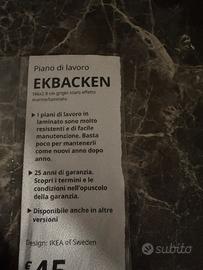 Piano di lavoro
EKBACKEN
186x2.8 cm grigio scuro effetto
marmo/laminato
▸ I piani di lavoro in
laminato sono molto
resistenti e di facile
manutenzione. Basta
poco per mantenerli
come nuovi anno dopo
anno.
▸ 25 anni di garanzia.
Scopri i termini e le
condizioni nell'opuscolo
della garanzia.
▸ Disponibile anche in altre
versioni
Design: IKEA of Sweden
€45
subito